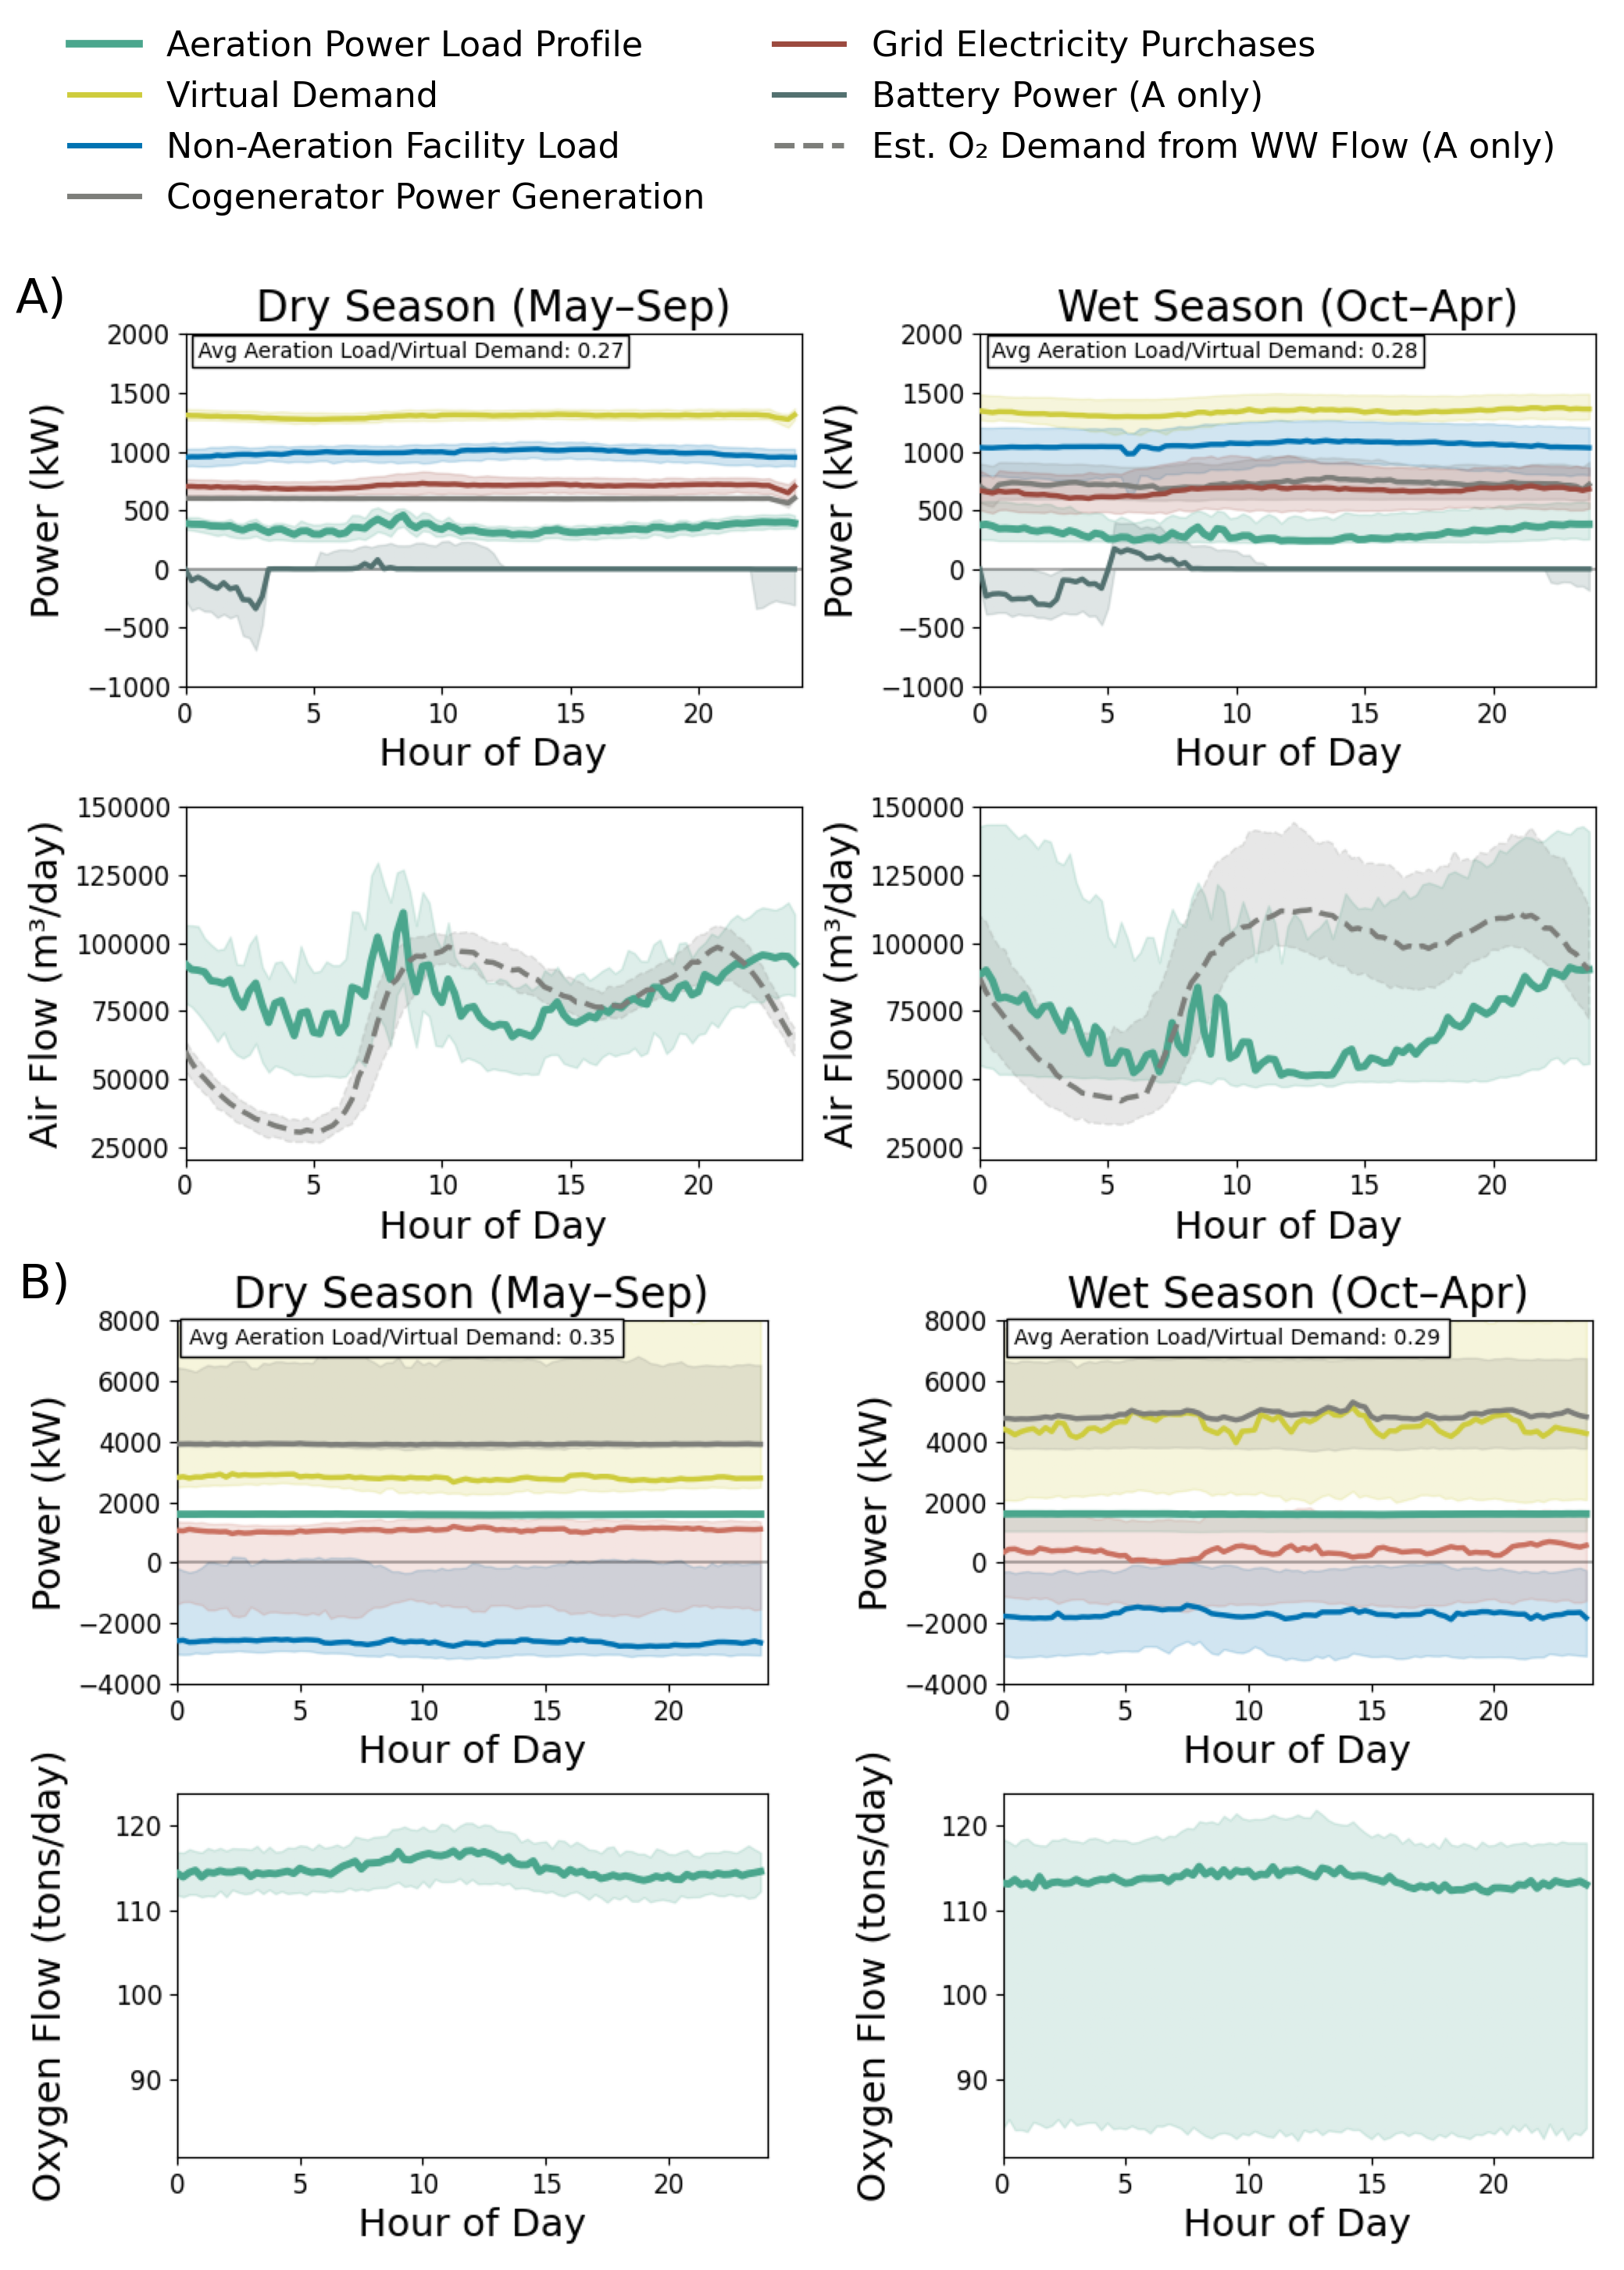 Aeration Power Load Profile
Virtual Demand
Non-Aeration Facility Load
Cogenerator Power Generation
Grid Electricity Purchases
Battery Power (A only)
Est. O₂ Demand from WW Flow (A only)
A)
Dry Season (May–Sep)
Avg Aeration Load/Virtual Demand: 0.27
Power (kW)
2000
1500
1000
500
0
−500
−1000
0 5 10 15 20
Hour of Day
Wet Season (Oct–Apr)
Avg Aeration Load/Virtual Demand: 0.28
Power (kW)
2000
1500
1000
500
0
−500
−1000
0 5 10 15 20
Hour of Day
Air Flow (m³/day)
150000
125000
100000
75000
50000
25000
0 5 10 15 20
Hour of Day
Air Flow (m³/day)
150000
125000
100000
75000
50000
25000
0 5 10 15 20
Hour of Day
B)
Dry Season (May–Sep)
Avg Aeration Load/Virtual Demand: 0.35
Power (kW)
8000
6000
4000
2000
0
−2000
−4000
0 5 10 15 20
Hour of Day
Wet Season (Oct–Apr)
Avg Aeration Load/Virtual Demand: 0.29
Power (kW)
8000
6000
4000
2000
0
−2000
−4000
0 5 10 15 20
Hour of Day
Oxygen Flow (tons/day)
120
110
100
90
0 5 10 15 20
Hour of Day
Oxygen Flow (tons/day)
120
110
100
90
0 5 10 15 20
Hour of Day